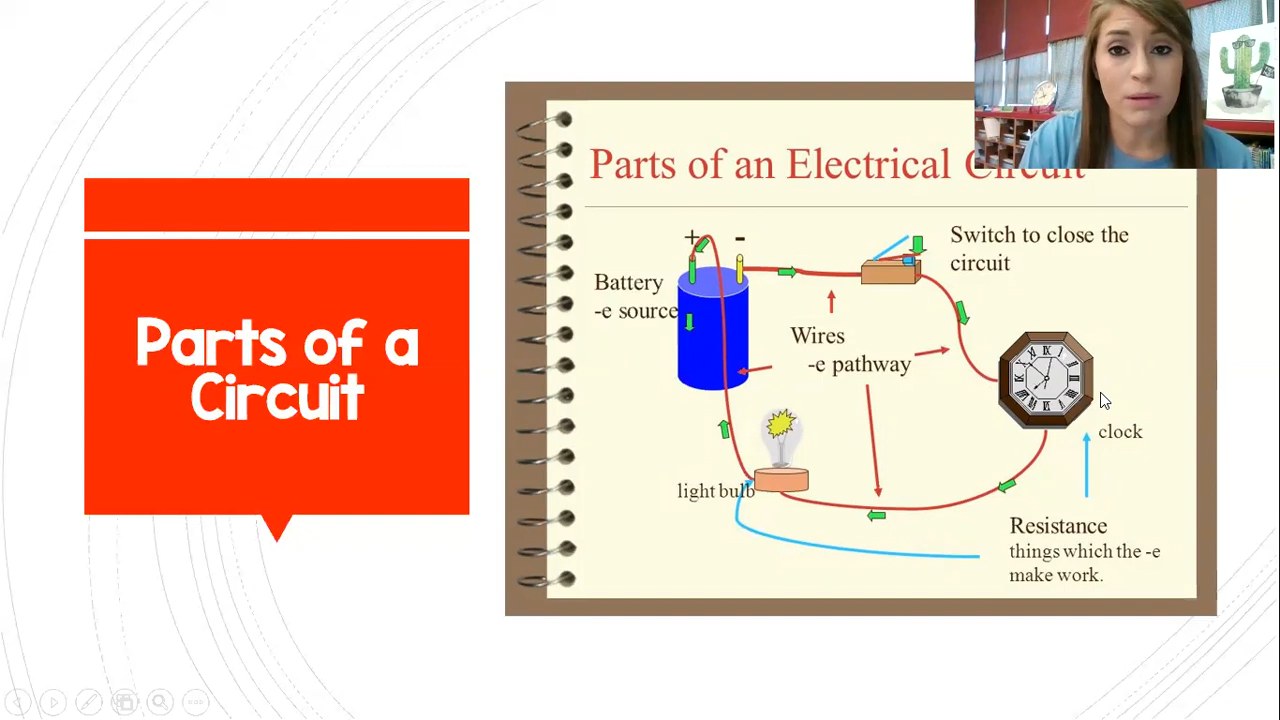 Parts of a
Circuit
Parts of an Electrical Circuit
+ -
Switch to close the
circuit
Battery
-e source
Wires
-e pathway
clock
light bulb
Resistance
things which the -e
make work.